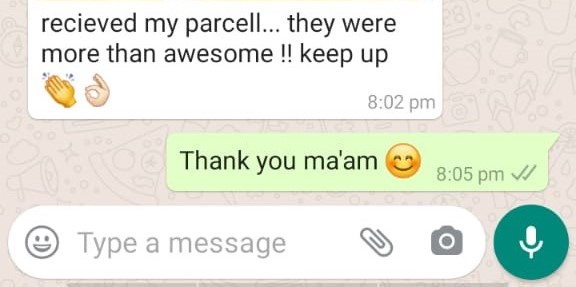 recieved my parcell... they were
more than awesome !! keep up
👏👌
8:02 pm
Thank you ma'am 😊
8:05 pm
Type a message